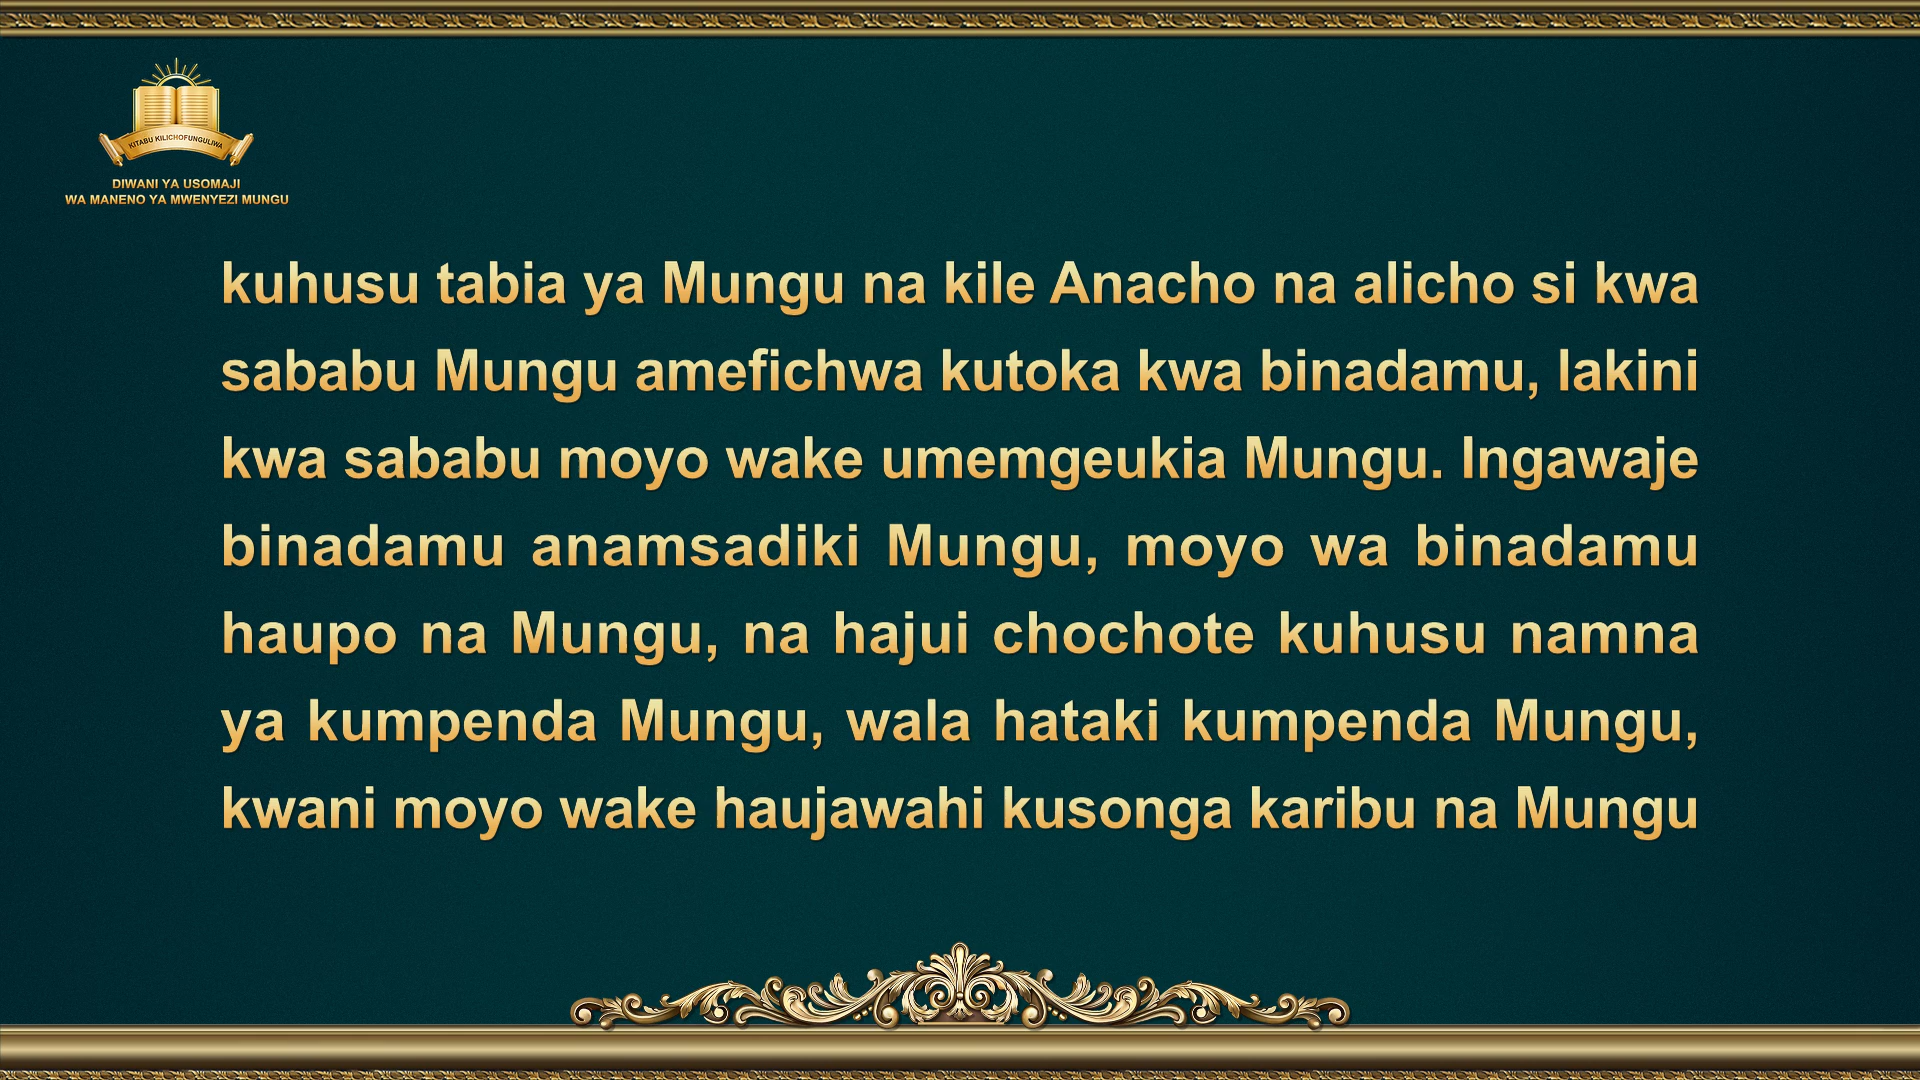 KITABU KILICHOFUNGULIWA
DIWANI YA USOMAJI
WA MANENO YA MWENYEZI MUNGU
kuhusu tabia ya Mungu na kile Anacho na alicho si kwa
sababu Mungu amefichwa kutoka kwa binadamu, lakini
kwa sababu moyo wake umemgeukia Mungu. Ingawaje
binadamu anamsadiki Mungu, moyo wa binadamu
haupo na Mungu, na hajui chochote kuhusu namna
ya kumpenda Mungu, wala hataki kumpenda Mungu,
kwani moyo wake haujawahi kusonga karibu na Mungu